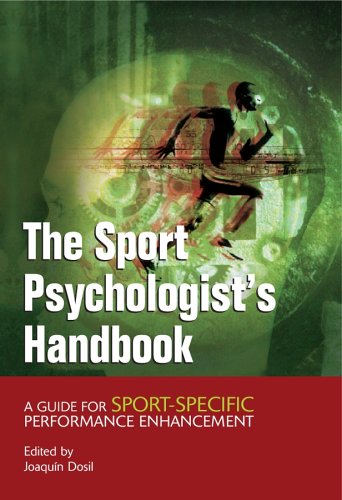 The Sport
Psychologist's
Handbook
A GUIDE FOR SPORT-SPECIFIC
PERFORMANCE ENHANCEMENT
Edited by
Joaquín Dosil